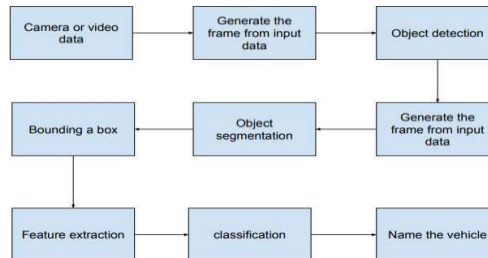 Camera or video
data
Generate the
frame from input
data
Object detection
Generate the
frame from input
data
Object
segmentation
Bounding a box
Feature extraction
classification
Name the vehicle